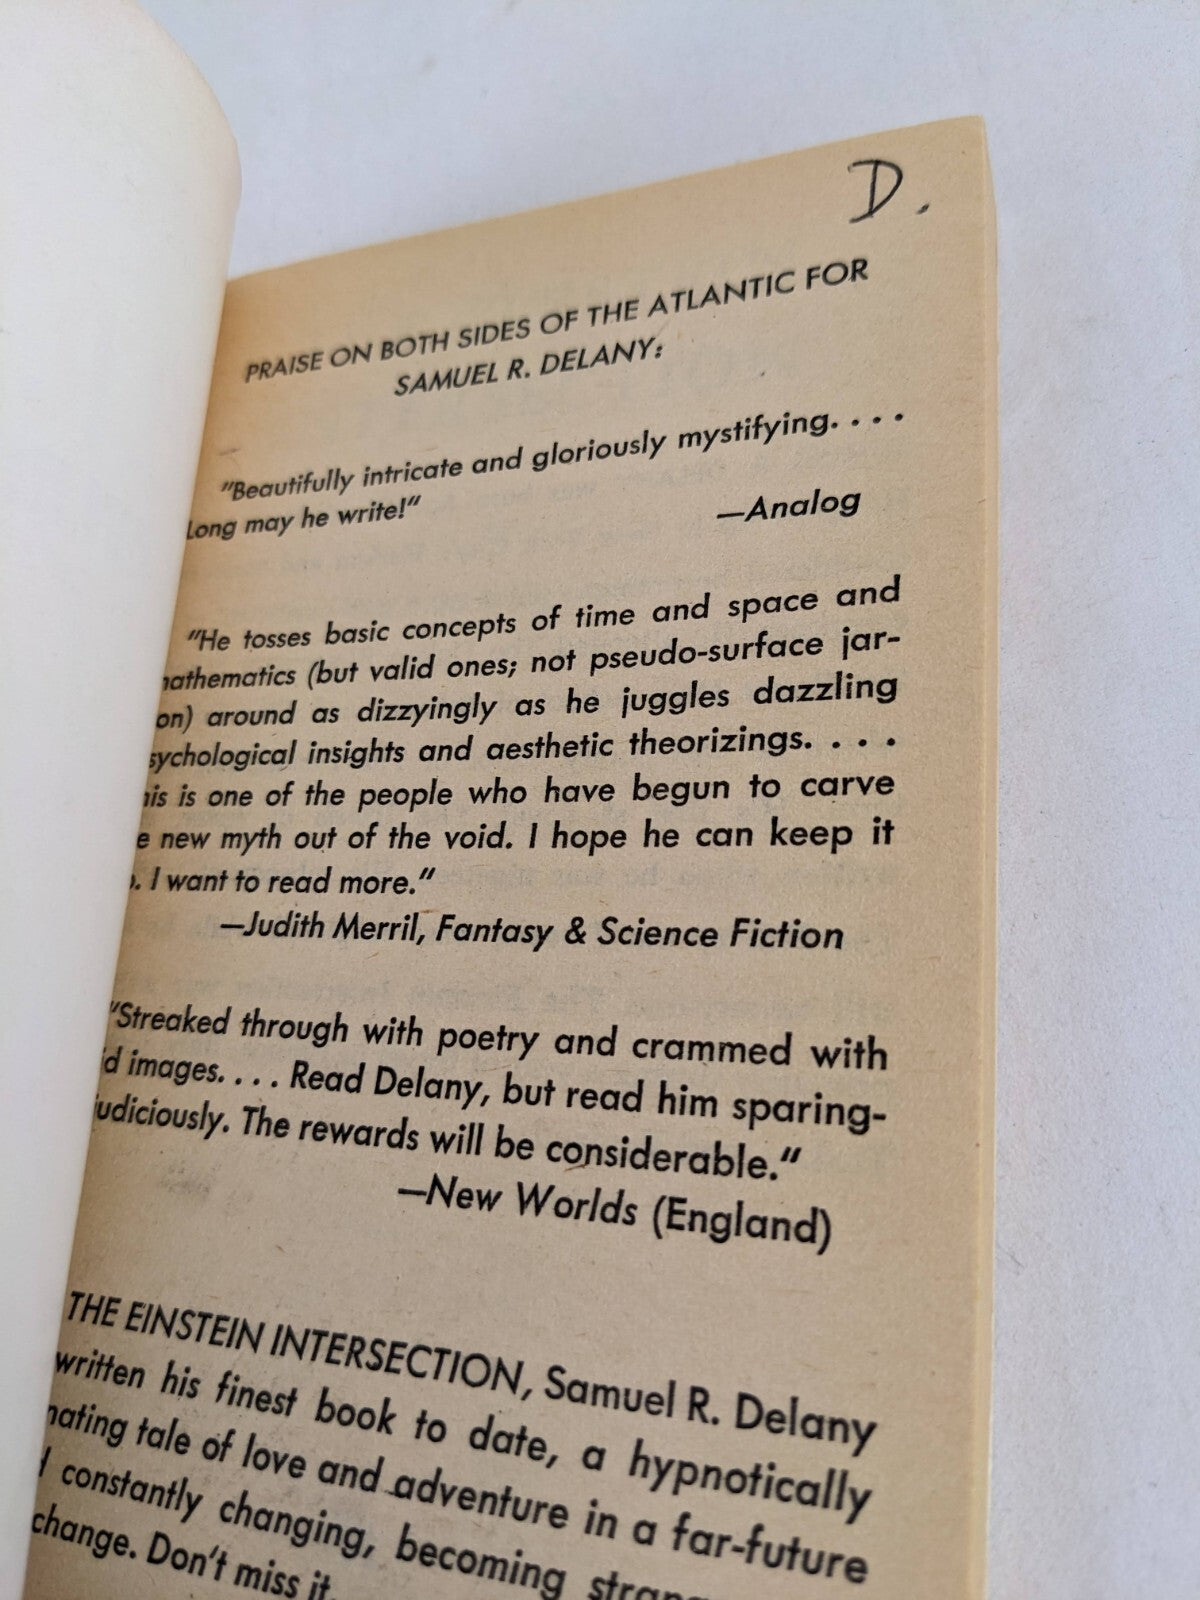 D.
PRAISE ON BOTH SIDES OF THE ATLANTIC FOR
SAMUEL R. DELANY:
"Beautifully intricate and gloriously mystifying. . . .
Long may he write!"
—Analog
"He tosses basic concepts of time and space and
athematics (but valid ones; not pseudo-surface jar-
on) around as dizzyingly as he juggles dazzling
sychological insights and aesthetic theorizings. . . .
his is one of the people who have begun to carve
e new myth out of the void. I hope he can keep it
. I want to read more."
—Judith Merril, Fantasy & Science Fiction
"Streaked through with poetry and crammed with
d images. . . . Read Delany, but read him sparing-
udiciously. The rewards will be considerable."
—New Worlds (England)
THE EINSTEIN INTERSECTION, Samuel R. Delany
written his finest book to date, a hypnotically
nating tale of love and adventure in a far-future
constantly changing, becoming
change. Don't miss it.